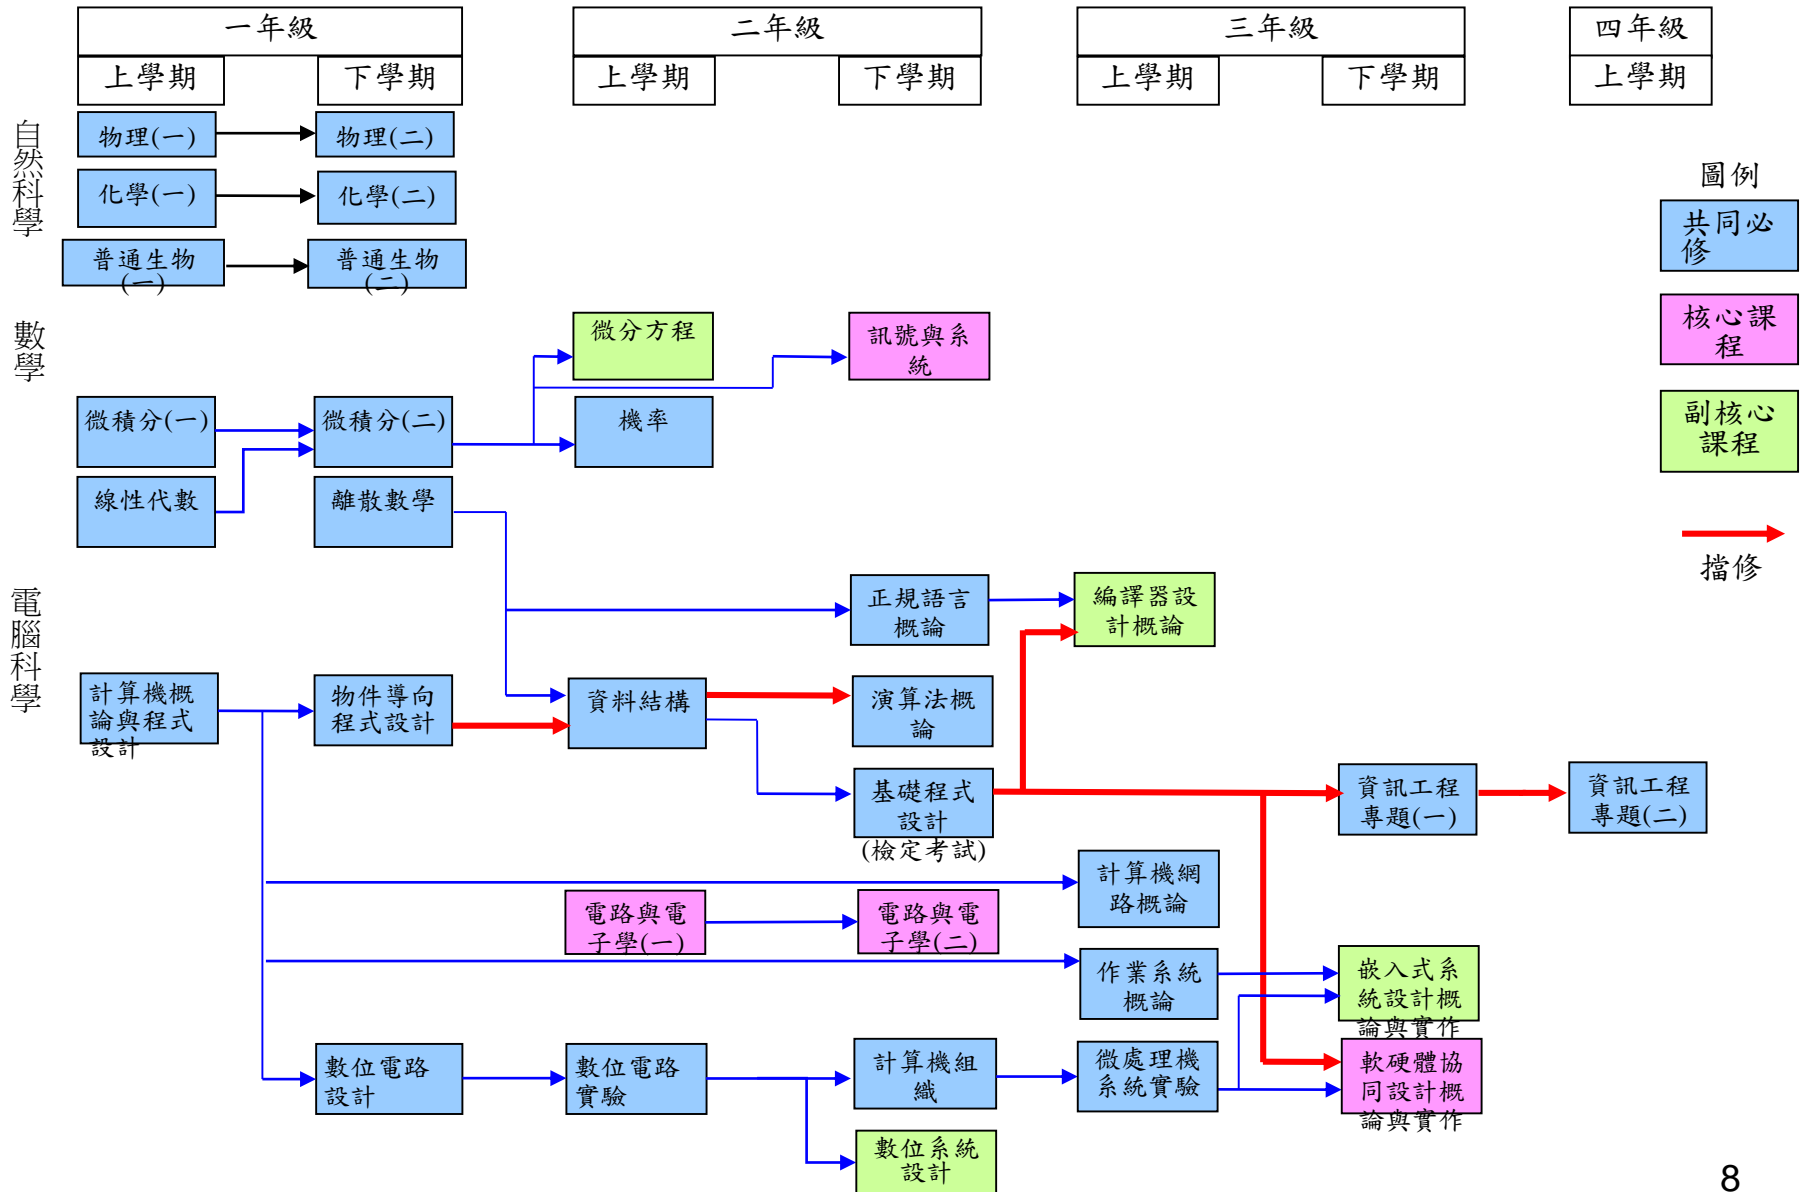 一年級
二年級
三年級
四年級
上學期
下學期
上學期
下學期
上學期
下學期
上學期
自然科學
物理(一)
物理(二)
化學(一)
化學(二)
普通生物
(一)
普通生物
(二)
圖例
共同必
修
核心課
程
副核心
課程
擋修
數學
微分方程
訊號與系
統
微積分(一)
微積分(二)
機率
線性代數
離散數學
電腦科學
正規語言
概論
編譯器設
計概論
計算機概
論與程式
設計
物件導向
程式設計
資料結構
演算法概
論
基礎程式
設計
(檢定考試)
資訊工程
專題(一)
資訊工程
專題(二)
計算機網
路概論
電路與電
子學(一)
電路與電
子學(二)
作業系統
概論
嵌入式系
統設計概
論與實作
數位電路
設計
數位電路
實驗
計算機組
織
微處理機
系統實驗
軟硬體協
同設計概
論與實作
數位系統
設計
8